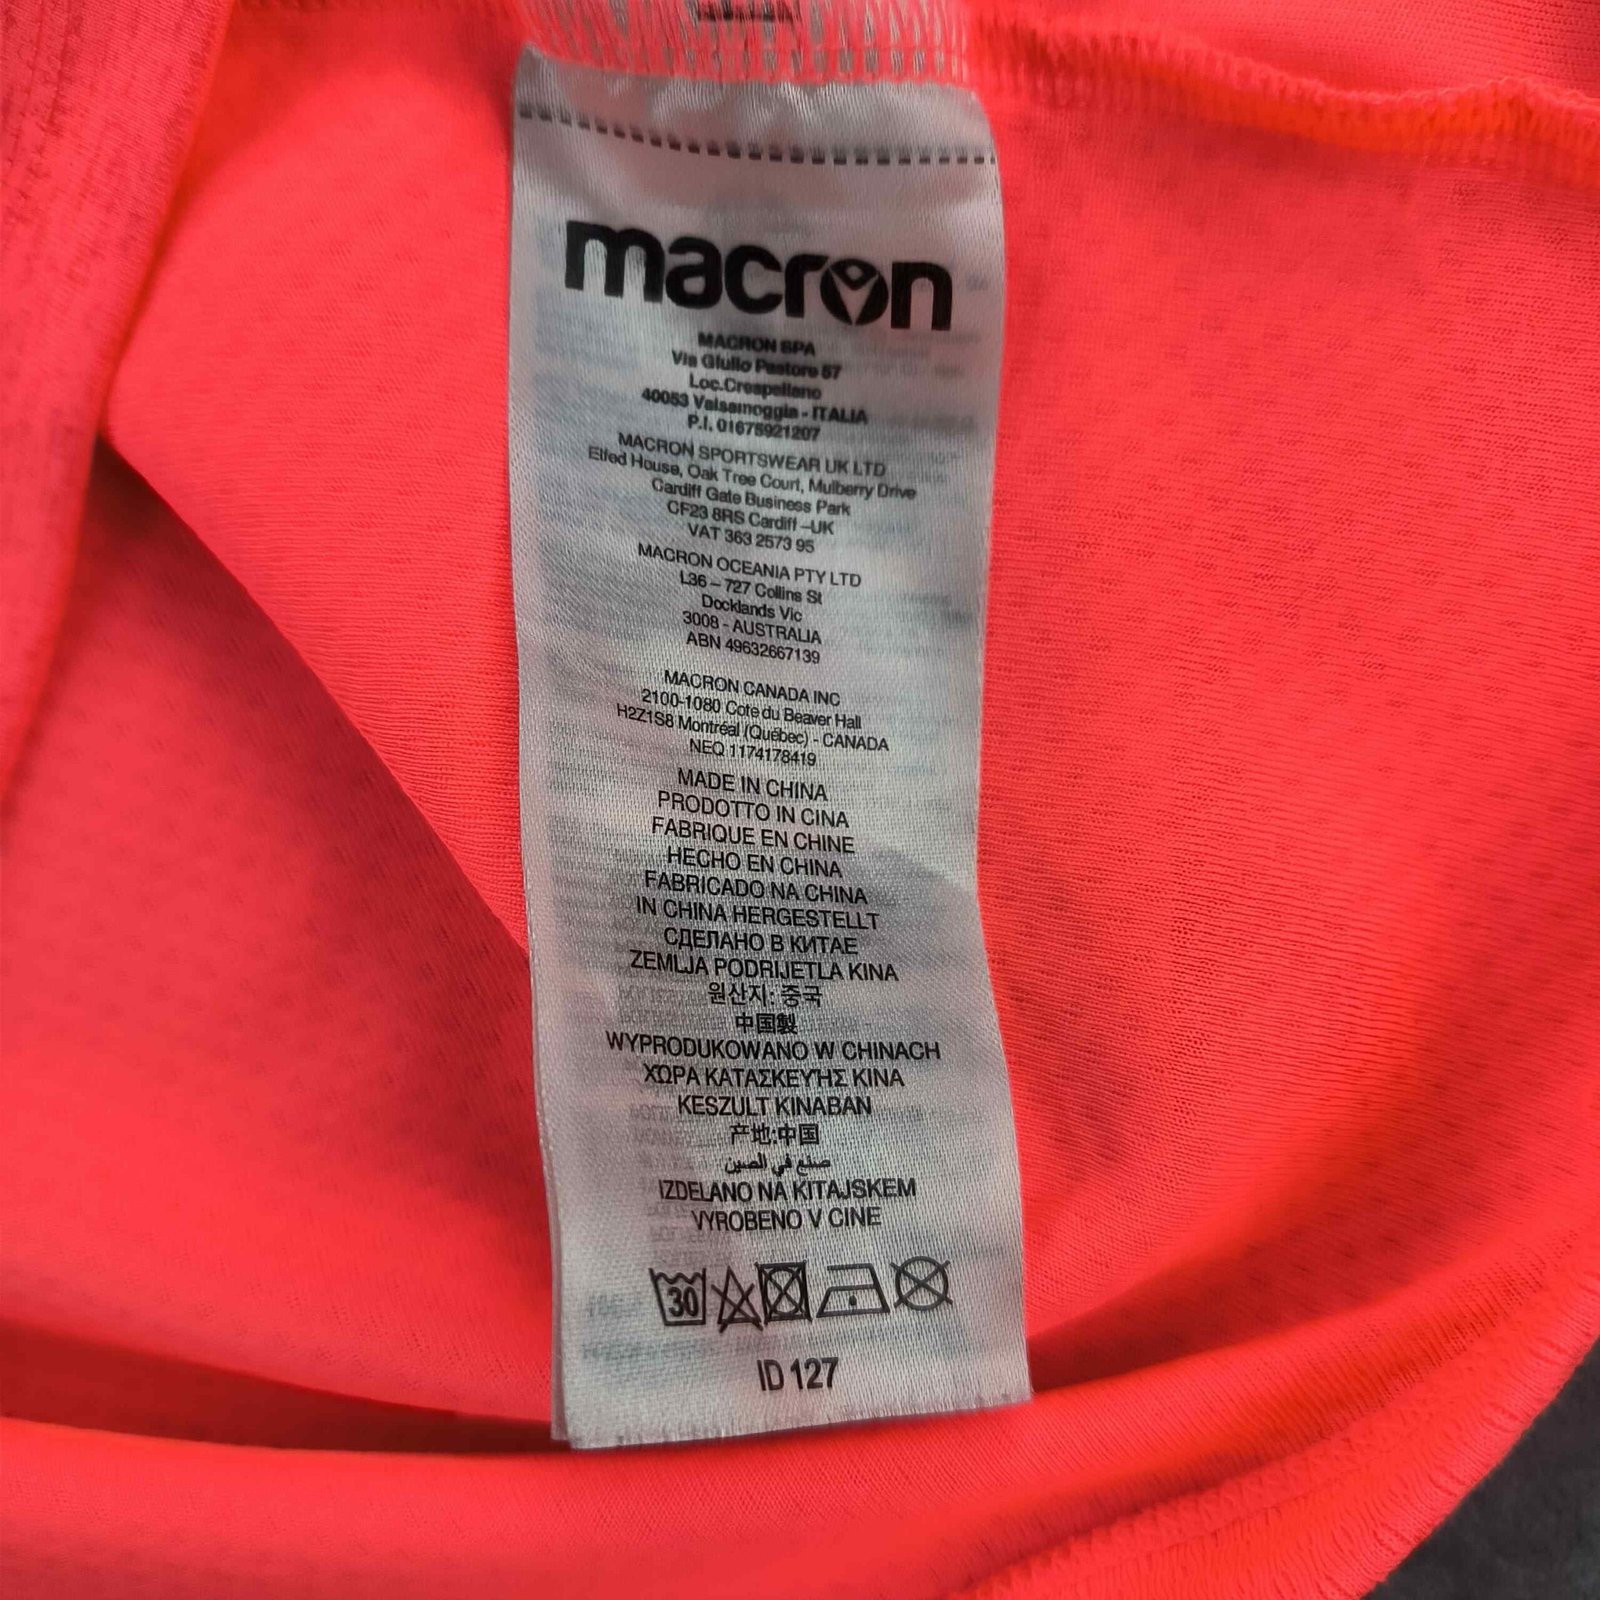 macron
MACRON SPA
Via Giulio Pastore 57
Loc.Crespellano
40053 Valsamoggia - ITALIA
P.I. 01675921207
MACRON SPORTSWEAR UK LTD
Elfed House, Oak Tree Court, Mulberry Drive
Cardiff Gate Business Park
CF23 8RS Cardiff –UK
VAT 363 2573 95
MACRON OCEANIA PTY LTD
L36 – 727 Collins St
Docklands Vic
3008 - AUSTRALIA
ABN 49632667139
MACRON CANADA INC
2100-1080 Cote du Beaver Hall
H2Z1S8 Montréal (Québec) - CANADA
NEQ 1174178419
MADE IN CHINA
PRODOTTO IN CINA
FABRIQUE EN CHINE
HECHO EN CHINA
FABRICADO NA CHINA
IN CHINA HERGESTELLT
СДЕЛАНО В КИТАЕ
ZEMLJA PODRIJETLA KINA
원산지: 중국
中国製
WYPRODUKOWANO W CHINACH
ΧΩΡΑ ΚΑΤΑΣΚΕΥΉΣ ΚΙΝΑ
KESZULT KINABAN
产地:中国
صنع في الصين
IZDELANO NA KITAJSKEM
VYROBENO V CINE
30
ID 127